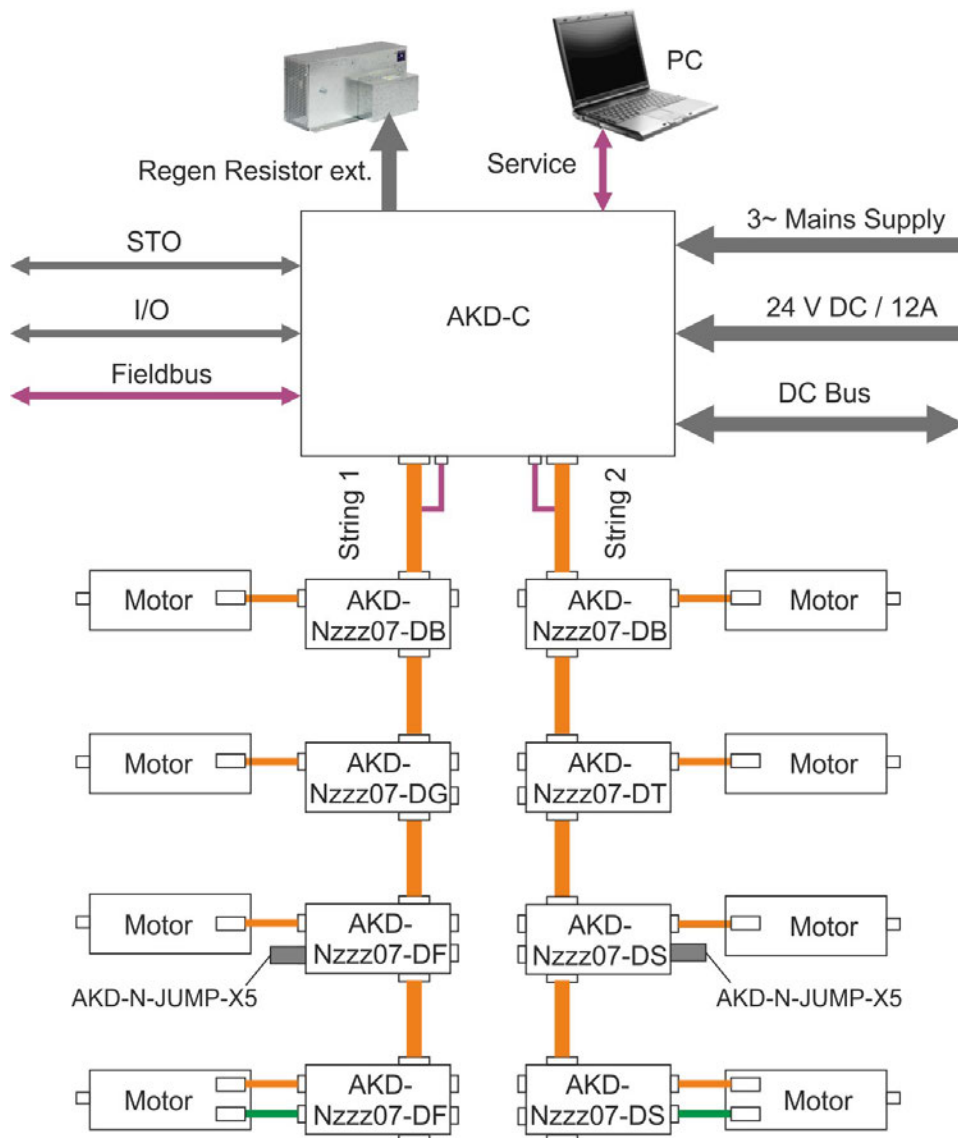 PC
Regen Resistor ext.
Service
STO
3~ Mains Supply
I/O
AKD-C
24 V DC / 12A
Fieldbus
DC Bus
String 1
String 2
Motor
AKD-
Nzzz07-DB
AKD-
Nzzz07-DB
Motor
Motor
AKD-
Nzzz07-DG
AKD-
Nzzz07-DT
Motor
Motor
AKD-
Nzzz07-DF
AKD-
Nzzz07-DS
Motor
AKD-N-JUMP-X5
AKD-N-JUMP-X5
Motor
AKD-
Nzzz07-DF
AKD-
Nzzz07-DS
Motor